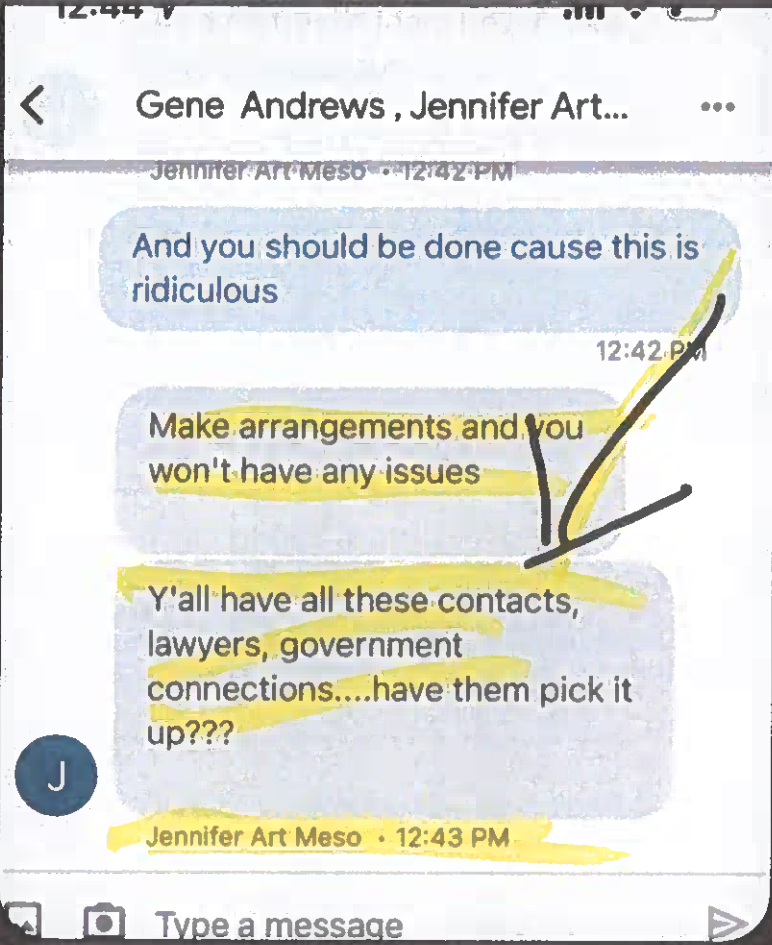 12:44
Gene Andrews, Jennifer Art...
Jennifer Art Meso • 12:42 PM
And you should be done cause this is
ridiculous
12:42 PM
Make arrangements and you
won't have any issues
Y'all have all these contacts,
lawyers, government
connections....have them pick it
up???
J
Jennifer Art Meso • 12:43 PM
Type a message